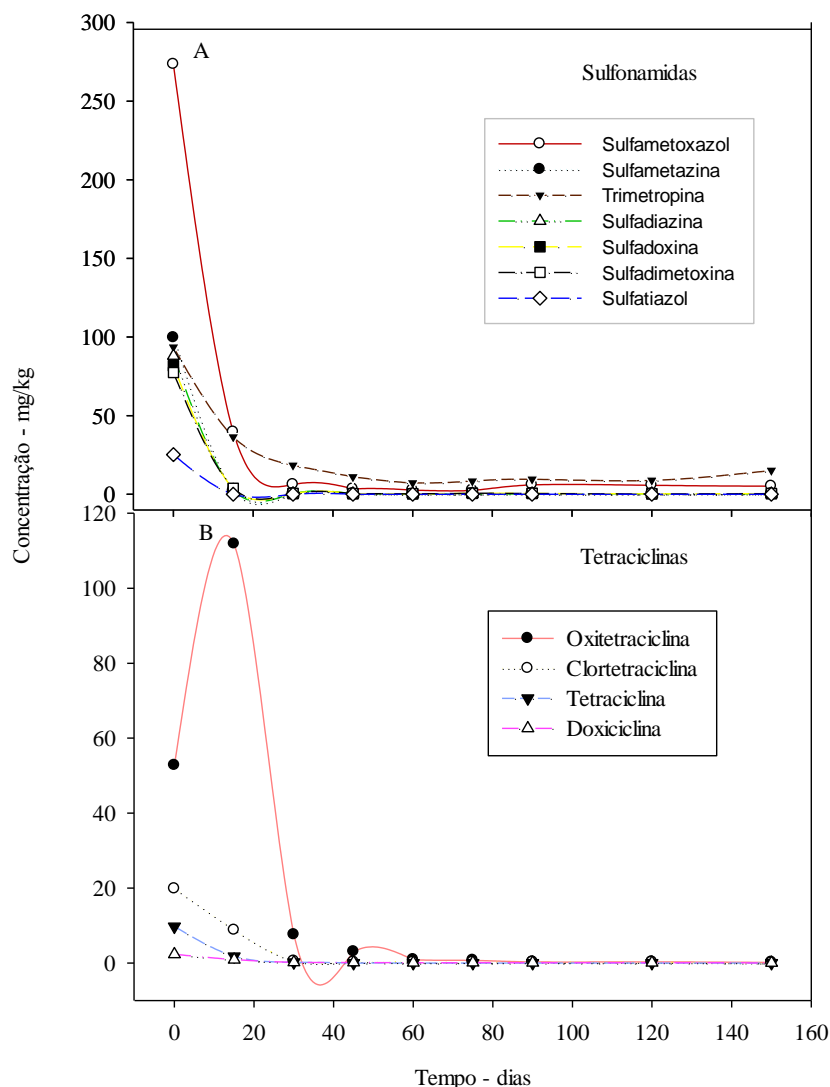 A
Sulfonamidas
Sulfametoxazol
Sulfametazina
Trimetropina
Sulfadiazina
Sulfadoxina
Sulfadimetoxina
Sulfatiazol
300
250
200
150
100
50
0
Concentração - mg/kg
B
Tetraciclinas
Oxitetraciclina
Clortetraciclina
Tetraciclina
Doxiciclina
120
100
80
60
40
20
0
0 20 40 60 80 100 120 140 160
Tempo - dias